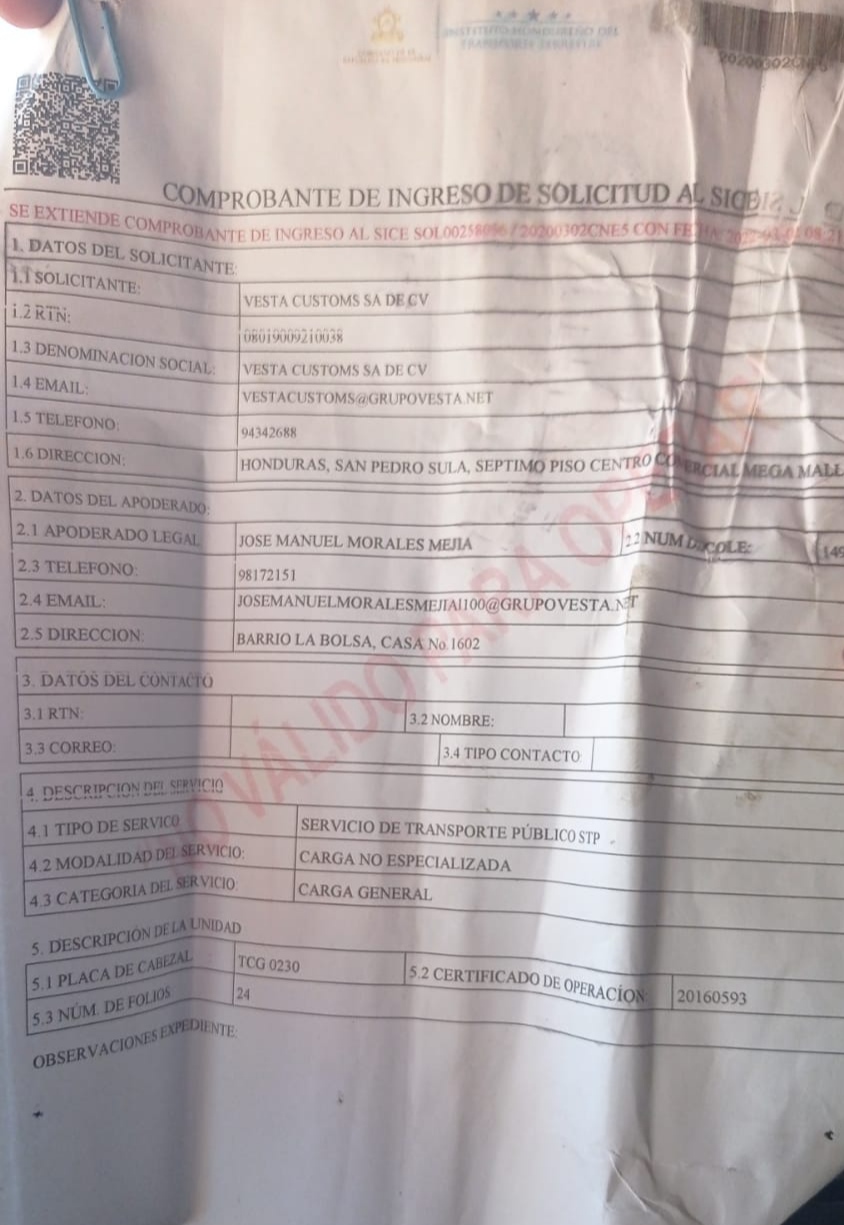 INSTITUTO HONDUREÑO DEL
TRANSPORTE TERRESTRE
COMPROBANTE DE INGRESO DE SOLICITUD AL SICE
SE EXTIENDE COMPROBANTE DE INGRESO AL SICE / 20200302CNE5 CON
1. DATOS DEL SOLICITANTE:
1.1 SOLICITANTE: VESTA CUSTOMS SA DE CV
1.2 RTN: 08019009210038
1.3 DENOMINACION SOCIAL: VESTA CUSTOMS SA DE CV
1.4 EMAIL: VESTACUSTOMS@GRUPOVESTA.NET
1.5 TELEFONO: 94342688
1.6 DIRECCION: HONDURAS, SAN PEDRO SULA, SEPTIMO PISO CENTRO COMERCIAL MEGA MALL
2. DATOS DEL APODERADO:
2.1 APODERADO LEGAL JOSE MANUEL MORALES MEJIA 2.2 NUM DE COLE: 149
2.3 TELEFONO: 98172151
2.4 EMAIL: JOSEMANUELMORALESMEJIA1100@GRUPOVESTA.NET
2.5 DIRECCION: BARRIO LA BOLSA, CASA No.1602
3. DATOS DEL CONTACTO
3.1 RTN: 3.2 NOMBRE:
3.3 CORREO: 3.4 TIPO CONTACTO:
4. DESCRIPCION DEL SERVICIO
4.1 TIPO DE SERVICO SERVICIO DE TRANSPORTE PÚBLICO STP
4.2 MODALIDAD DEL SERVICIO: CARGA NO ESPECIALIZADA
4.3 CATEGORIA DEL SERVICIO: CARGA GENERAL
5. DESCRIPCIÓN DE LA UNIDAD
5.1 PLACA DE CABEZAL TCG 0230 5.2 CERTIFICADO DE OPERACÍON 20160593
5.3 NÚM. DE FOLIOS 24
OBSERVACIONES EXPEDIENTE:
NO VÁLIDO PARA OPERAR